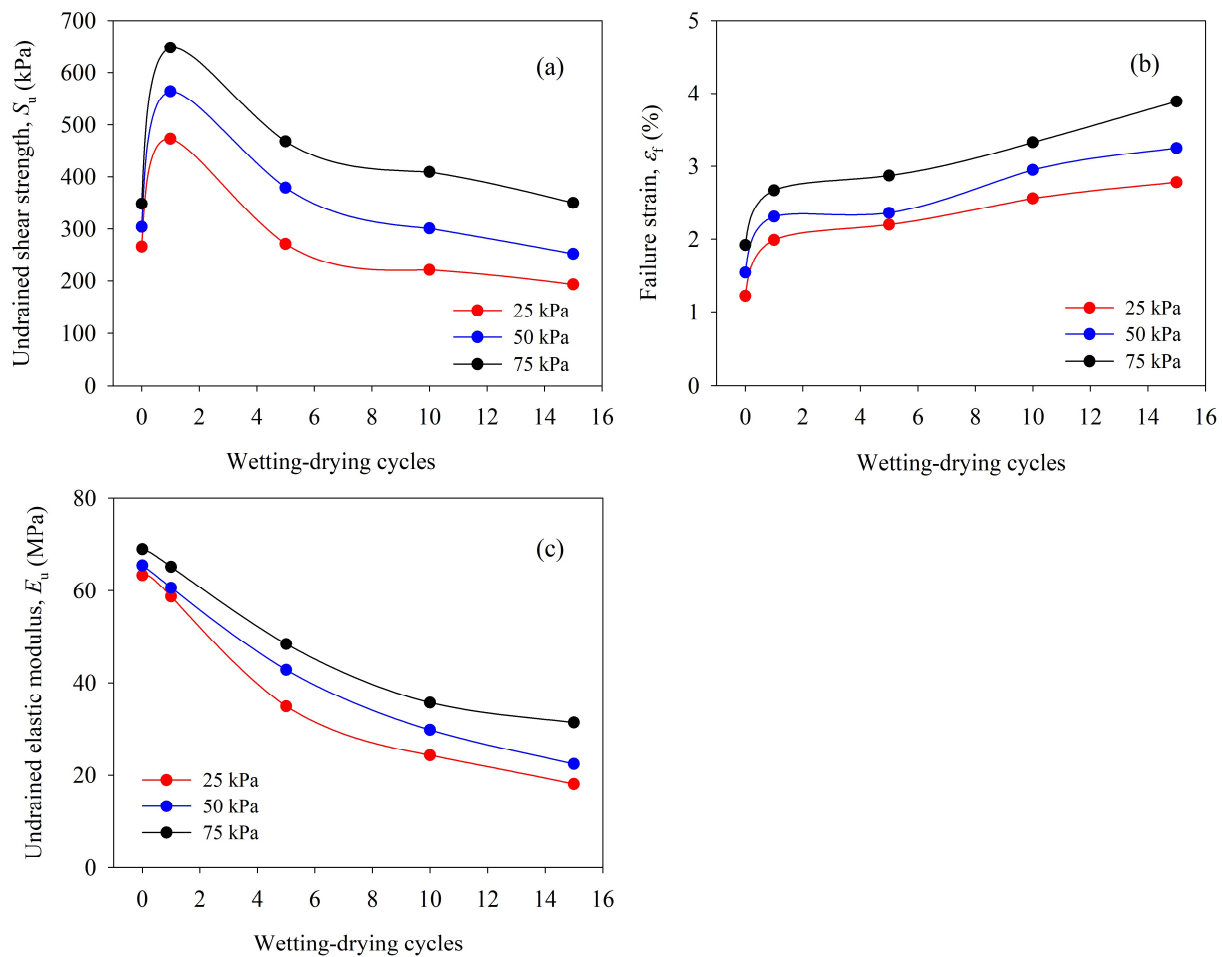 Undrained shear strength, Su (kPa)
700
600
500
400
300
200
100
0
(a)
25 kPa
50 kPa
75 kPa
0 2 4 6 8 10 12 14 16
Wetting-drying cycles
Failure strain, εf (%)
5
4
3
2
1
0
(b)
25 kPa
50 kPa
75 kPa
0 2 4 6 8 10 12 14 16
Wetting-drying cycles
Undrained elastic modulus, Eu (MPa)
80
60
40
20
0
(c)
25 kPa
50 kPa
75 kPa
0 2 4 6 8 10 12 14 16
Wetting-drying cycles